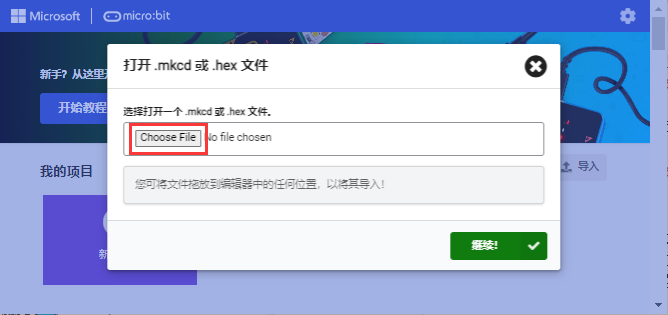 Microsoft micro:bit
新手？从这里开
开始教程
打开 .mkcd 或 .hex 文件
选择打开一个 .mkcd 或 .hex 文件。
Choose File No file chosen
您可将文件拖放到编辑器中的任何位置，以将其导入！
继续!
我的项目
导入
新